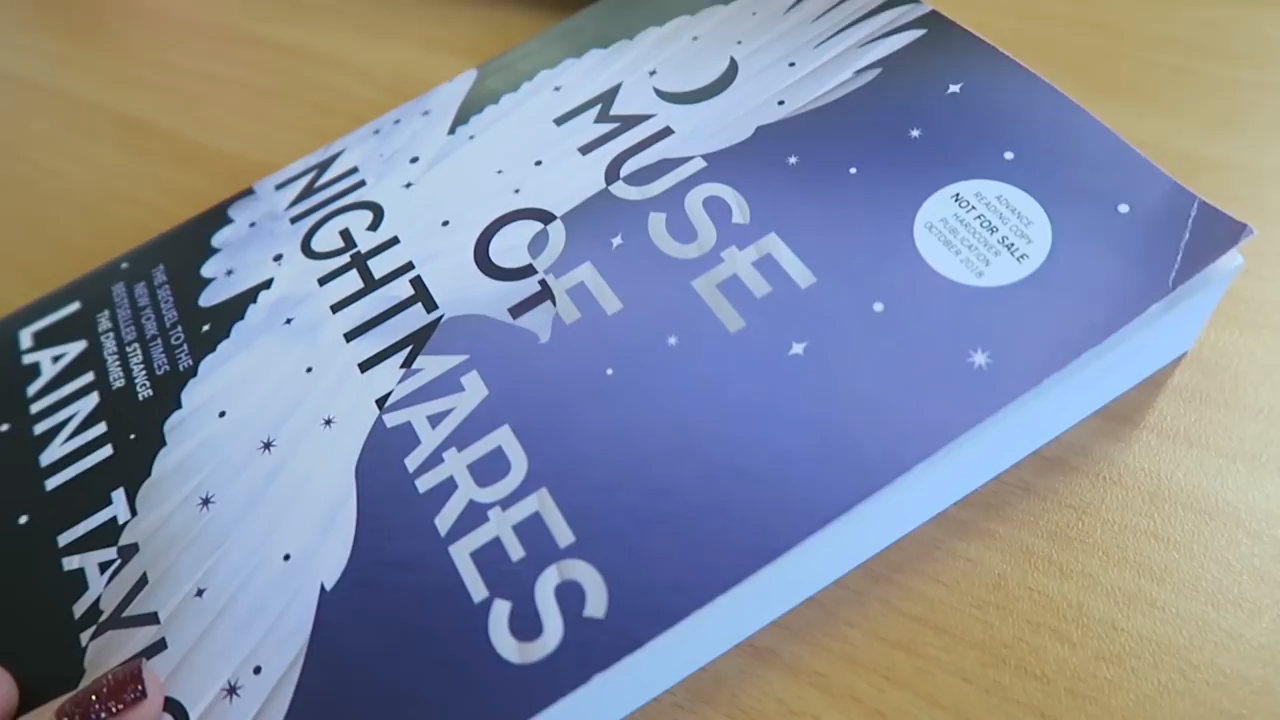 MUSE
OF
NIGHTMARES
THE SEQUEL TO THE
NEW YORK TIMES
BESTSELLER STRANGE
THE DREAMER
LAINI TAYL
ADVANCE
READING COPY
NOT FOR SALE
HARDCOVER
PUBLICATION
OCTOBER 2018